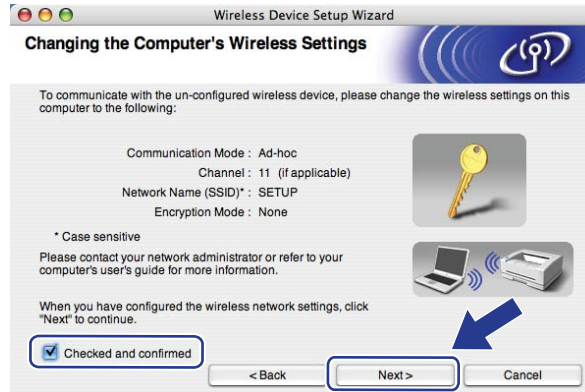 Wireless Device Setup Wizard
Changing the Computer's Wireless Settings
To communicate with the un-configured wireless device, please change the wireless settings on this
computer to the following:
Communication Mode : Ad-hoc
Channel : 11 (if applicable)
Network Name (SSID)* : SETUP
Encryption Mode : None
* Case sensitive
Please contact your network administrator or refer to your
computer's user's guide for more information.
When you have configured the wireless network settings, click
"Next" to continue.
Checked and confirmed
< Back Next > Cancel